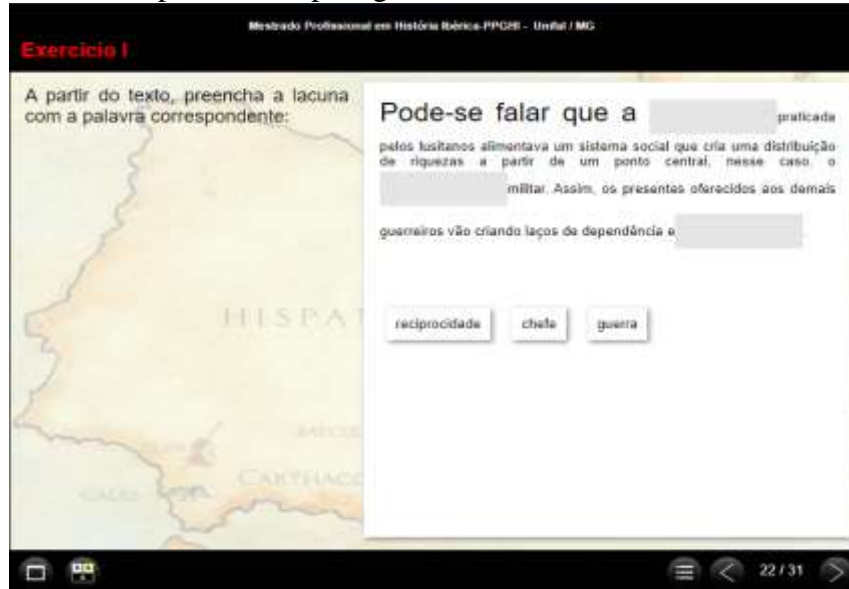 Mestrado Profissional em História Ibérica-PPGHI - Unifal / MG
Exercício I
A partir do texto, preencha a lacuna
com a palavra correspondente:
Pode-se falar que a praticada
pelos lusitanos alimentava um sistema social que cria uma distribuição
de riquezas a partir de um ponto central, nesse caso, o
militar. Assim, os presentes oferecidos aos demais
guerreiros vão criando laços de dependência e
reciprocidade chefe guerra
HISPA
CARTHAGO
22 / 31